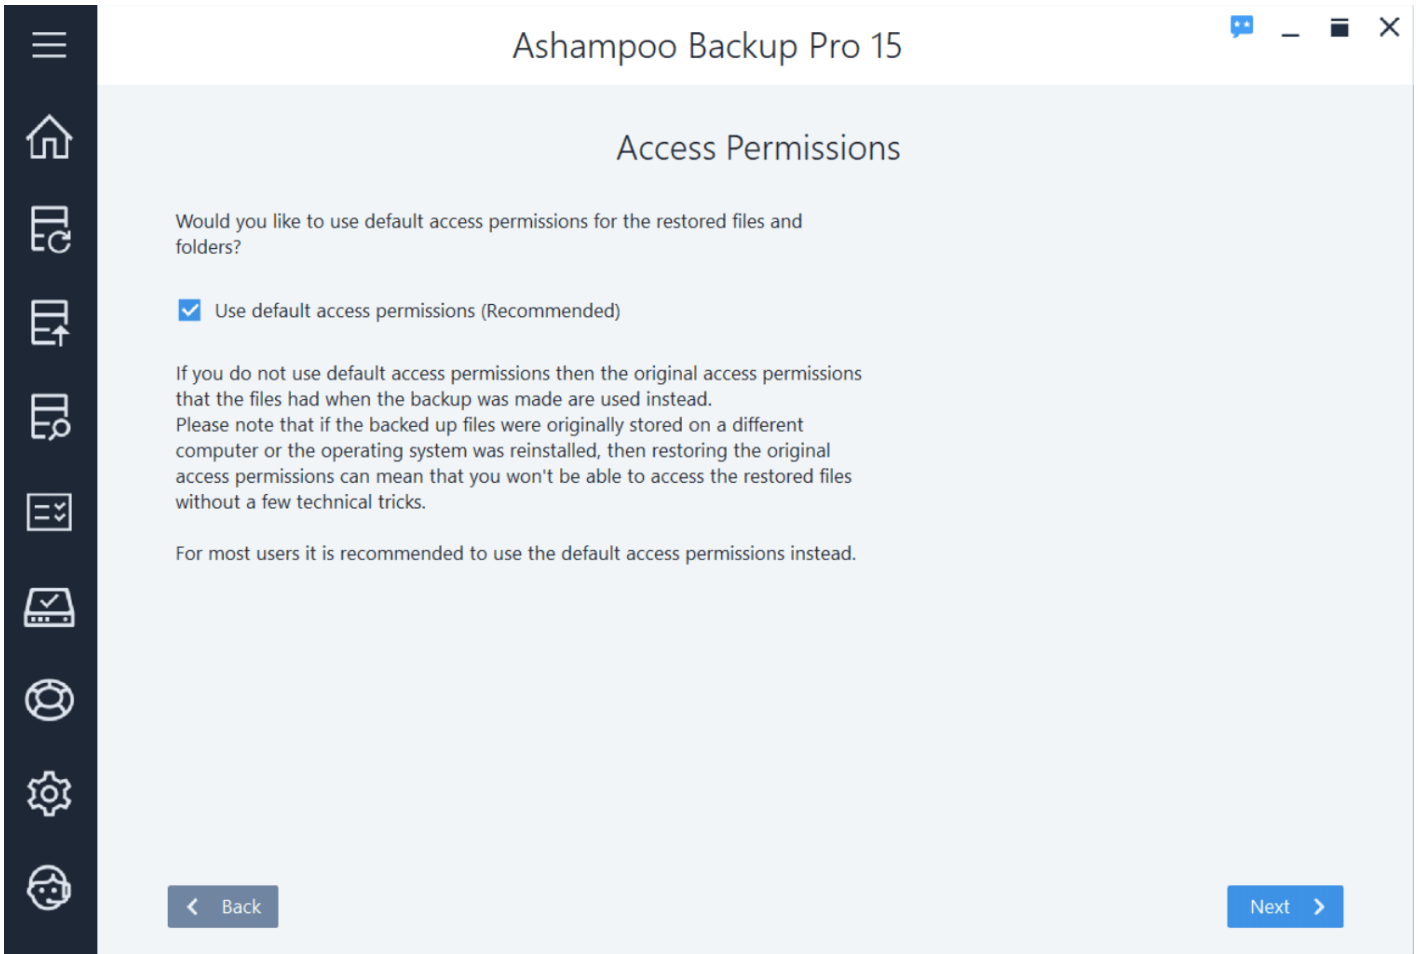 Ashampoo Backup Pro 15
Access Permissions
Would you like to use default access permissions for the restored files and
folders?
Use default access permissions (Recommended)
If you do not use default access permissions then the original access permissions
that the files had when the backup was made are used instead.
Please note that if the backed up files were originally stored on a different
computer or the operating system was reinstalled, then restoring the original
access permissions can mean that you won't be able to access the restored files
without a few technical tricks.
For most users it is recommended to use the default access permissions instead.
Back
Next